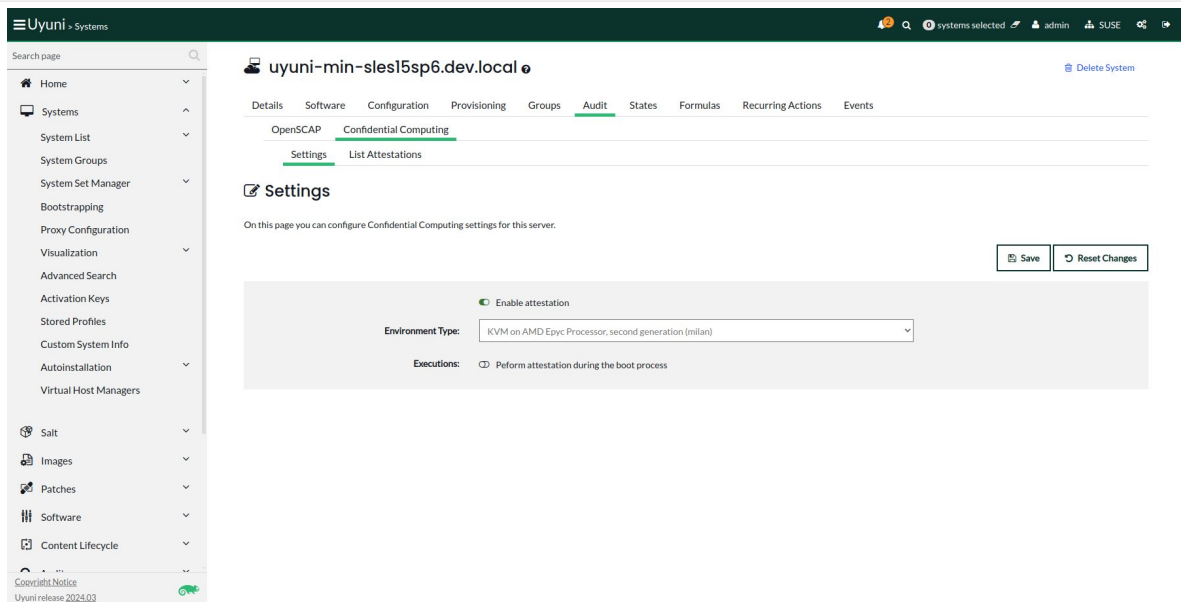 Uyuni > Systems
2
0 systems selected
admin
SUSE
Search page
Home
Systems
System List
System Groups
System Set Manager
Bootstrapping
Proxy Configuration
Visualization
Advanced Search
Activation Keys
Stored Profiles
Custom System Info
Autoinstallation
Virtual Host Managers
Salt
Images
Patches
Software
Content Lifecycle
Copyright Notice
Uyuni release 2024.03
uyuni-min-sles15sp6.dev.local
Delete System
Details Software Configuration Provisioning Groups Audit States Formulas Recurring Actions Events
OpenSCAP Confidential Computing
Settings List Attestations
Settings
On this page you can configure Confidential Computing settings for this server.
Save Reset Changes
Enable attestation
Environment Type: KVM on AMD Epyc Processor, second generation (milan)
Executions: Peform attestation during the boot process